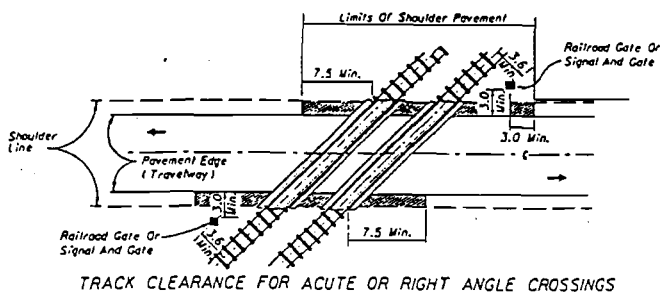 Limits Of Shoulder Pavement
7.5 Min.
3.6
Min.
3.0
Min.
Railroad Gate Or
Signal And Gate
Shoulder
Line
Pavement Edge
(Travelway)
℄
3.0 Min.
3.0
Min.
3.6
Min.
Railroad Gate Or
Signal And Gate
7.5 Min.
TRACK CLEARANCE FOR ACUTE OR RIGHT ANGLE CROSSINGS